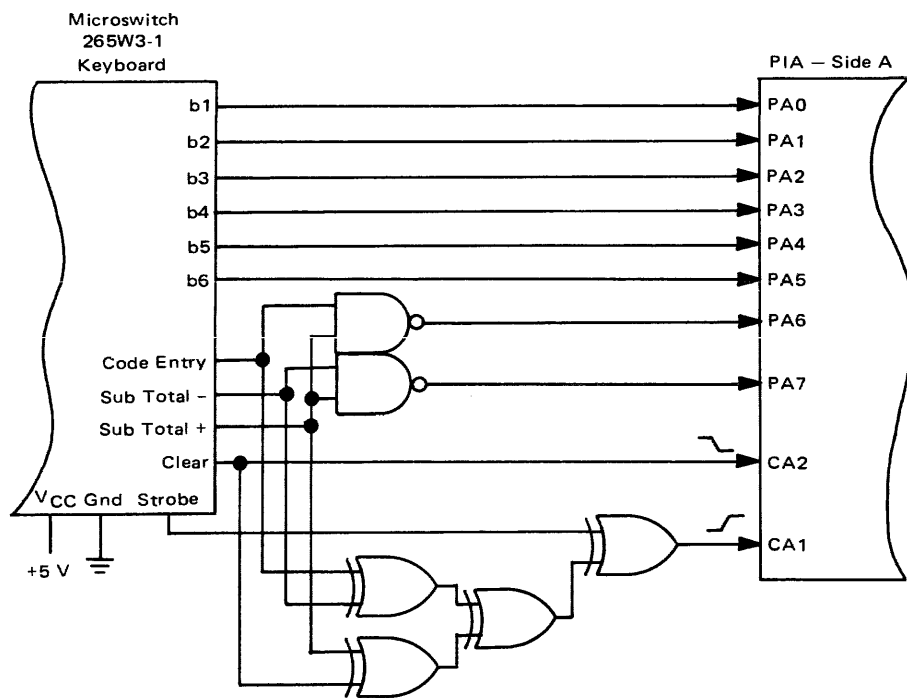 Microswitch
265W3-1
Keyboard
PIA – Side A
b1
PA0
b2
PA1
b3
PA2
b4
PA3
b5
PA4
b6
PA5
PA6
Code Entry
PA7
Sub Total –
Sub Total +
Clear
CA2
VCC Gnd Strobe
CA1
+5 V